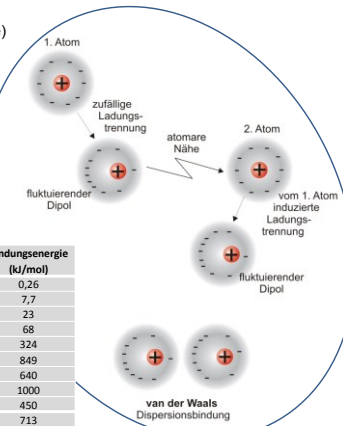 )
1. Atom
zufällige
Ladungs-
trennung
fluktuierender
Dipol
atomare
Nähe
2. Atom
vom 1. Atom
induzierte
Ladungs-
trennung
fluktuierender
Dipol
van der Waals
Dispersionsbindung
ndungsenergie
(kJ/mol)
0,26
7,7
23
68
324
849
640
1000
450
713